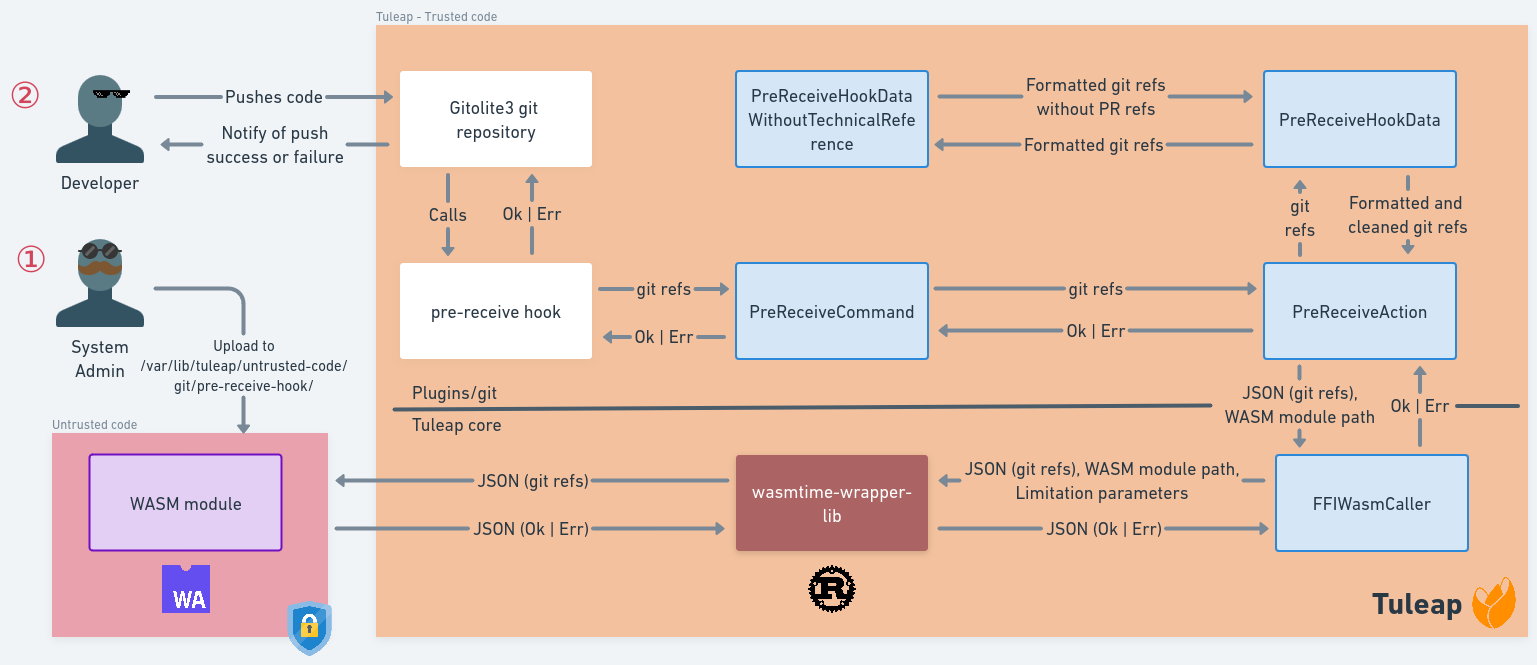 Tuleap - Trusted code
②
Developer
Pushes code
Notify of push
success or failure
Gitolite3 git
repository
PreReceiveHookData
WithoutTechnicalRefe
rence
Formatted git refs
without PR refs
Formatted git refs
PreReceiveHookData
Calls
Ok | Err
git
refs
Formatted and
cleaned git refs
①
System
Admin
Upload to
/var/lib/tuleap/untrusted-code/
git/pre-receive-hook/
pre-receive hook
git refs
Ok | Err
PreReceiveCommand
git refs
Ok | Err
PreReceiveAction
Plugins/git
Tuleap core
JSON (git refs),
WASM module path
Ok | Err
Untrusted code
WASM module
WA
JSON (git refs)
JSON (Ok | Err)
wasmtime-wrapper-
lib
R
JSON (git refs), WASM module path,
Limitation parameters
JSON (Ok | Err)
FFIWasmCaller
Tuleap